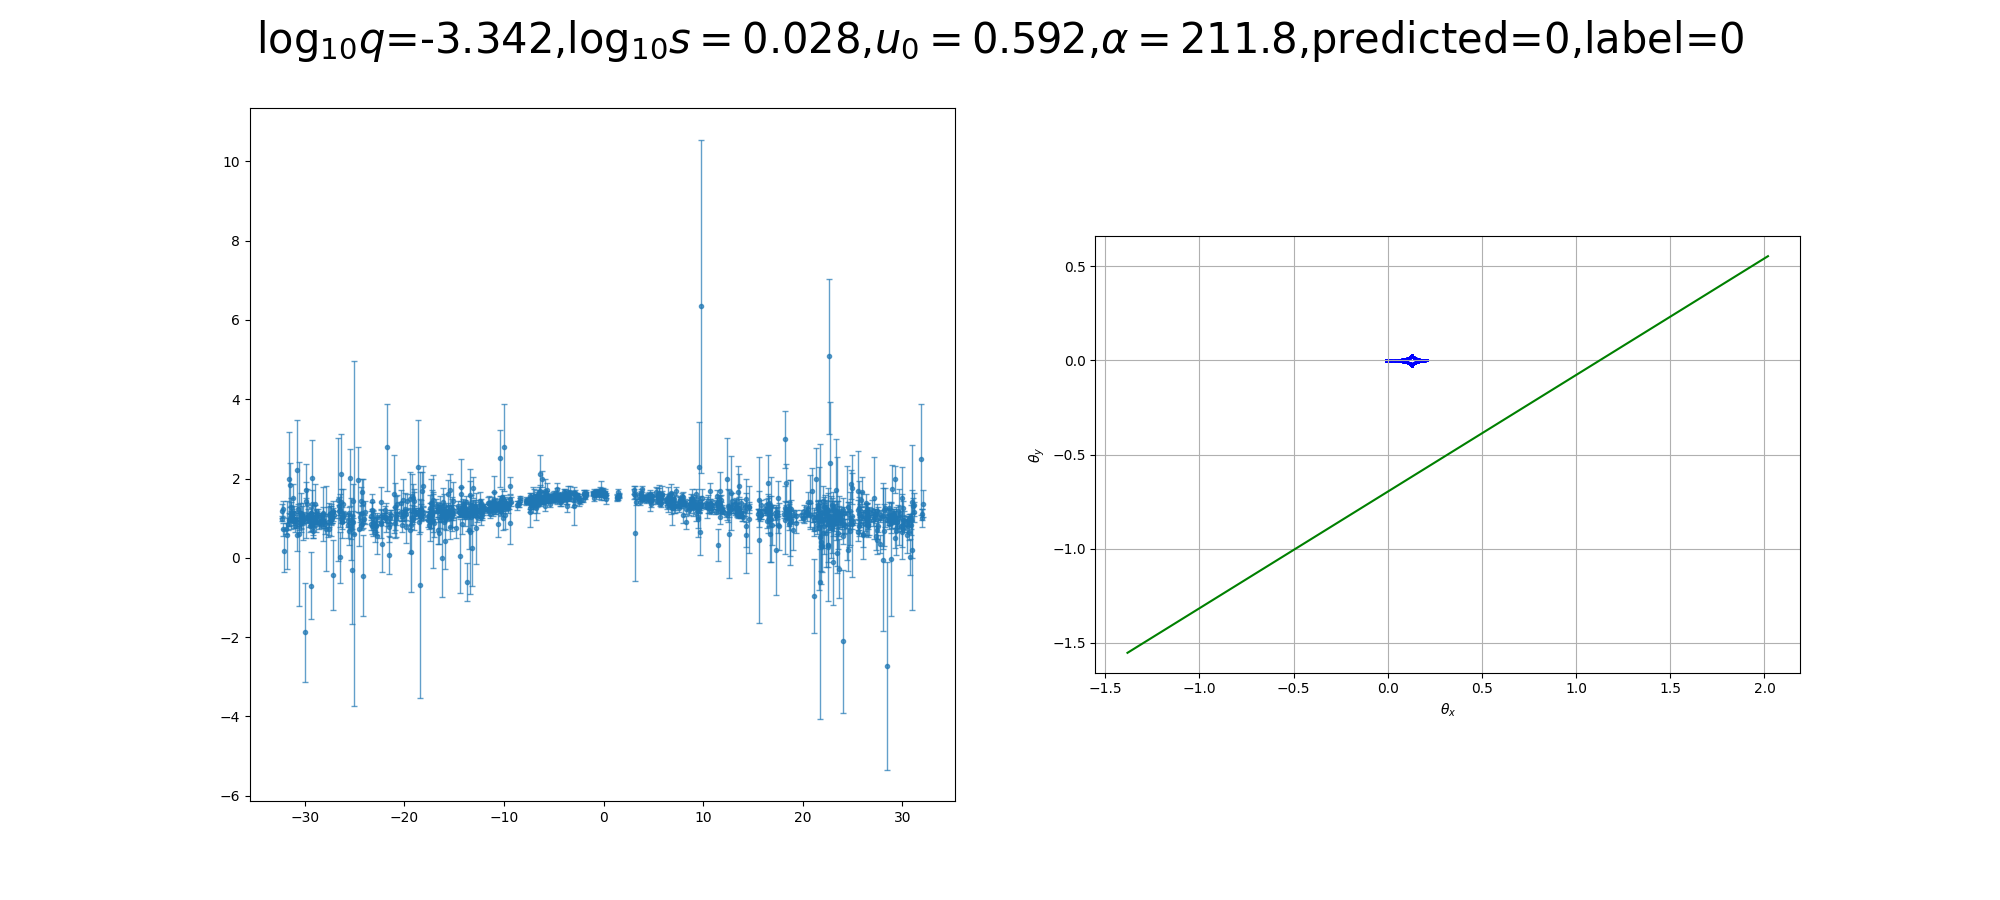 log₁₀q=-3.342,log₁₀s = 0.028,u₀ = 0.592,α = 211.8,predicted=0,label=0
10
8
6
4
2
0
−2
−4
−6
−30 −20 −10 0 10 20 30
0.5
0.0
−0.5
−1.0
−1.5
θy
−1.5 −1.0 −0.5 0.0 0.5 1.0 1.5 2.0
θx